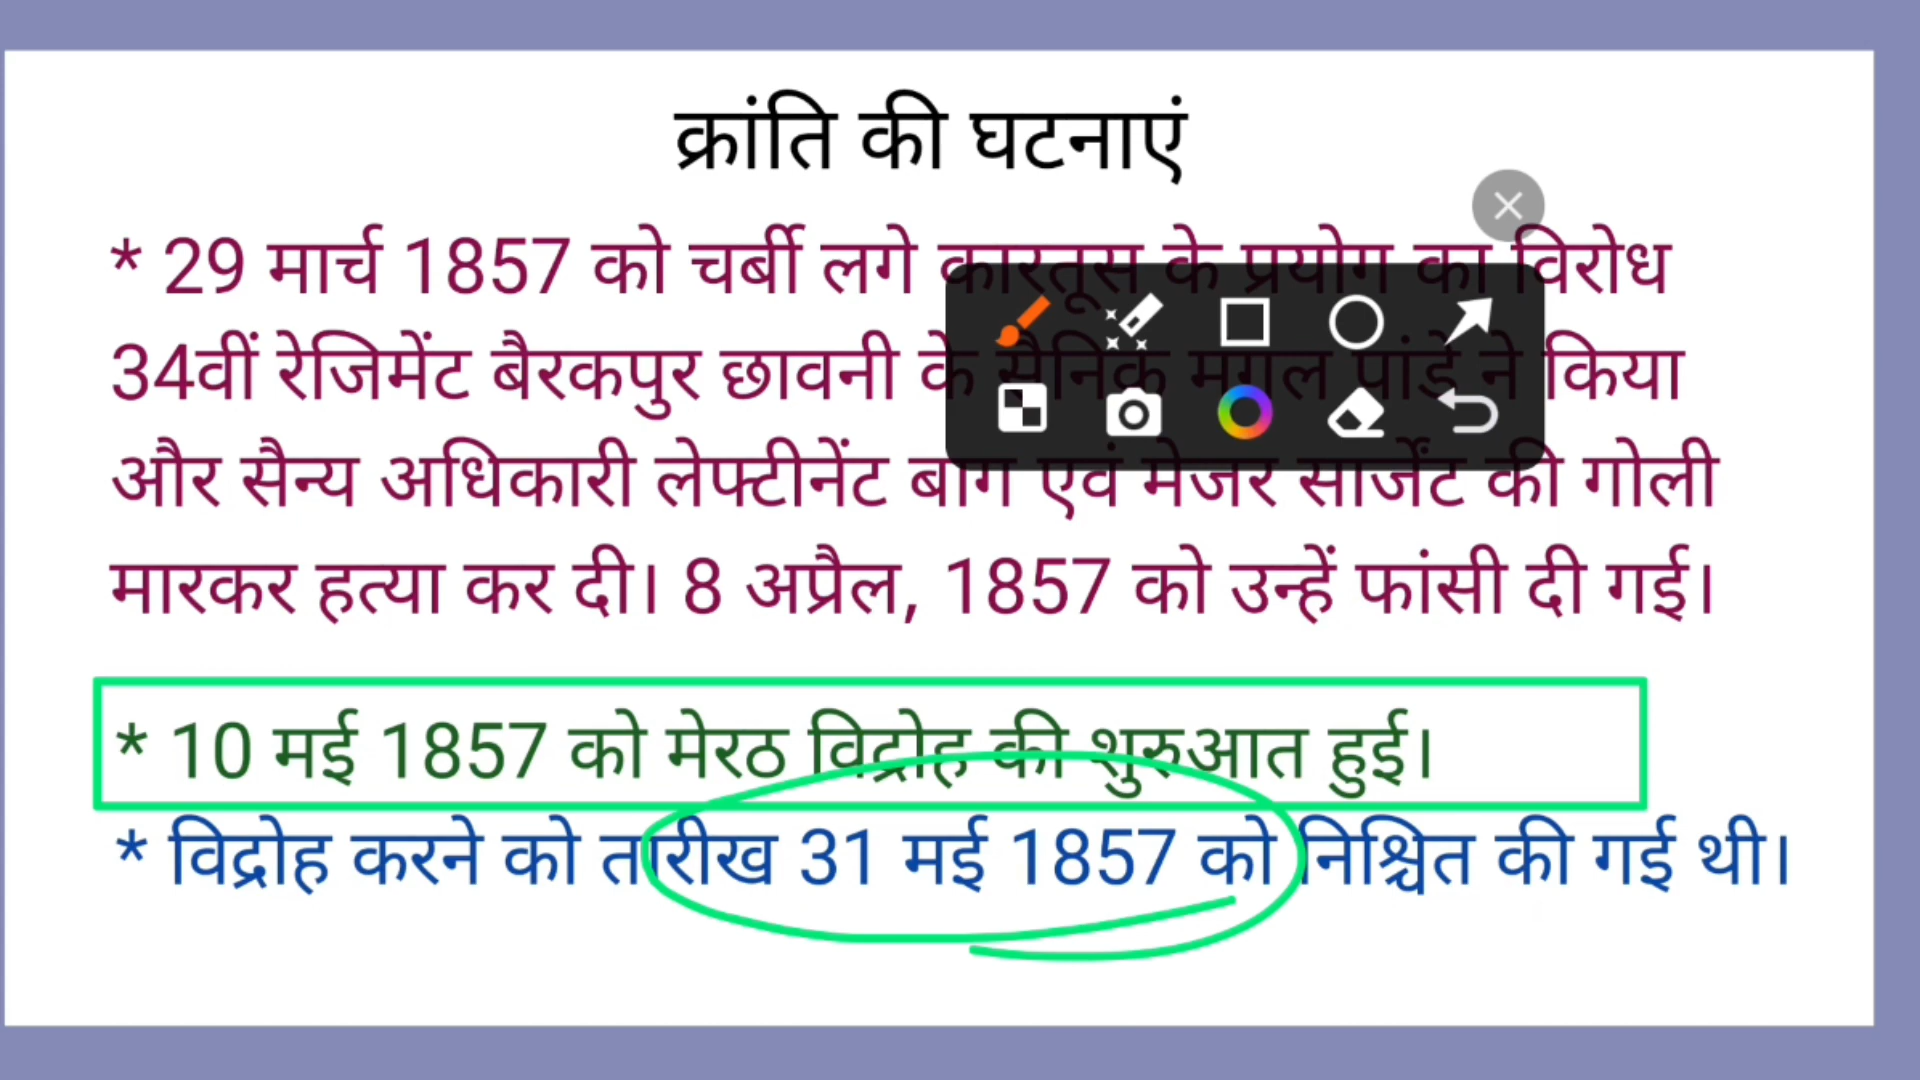 क्रांति की घटनाएं
* 29 मार्च 1857 को चर्बी लगे कारतूस के प्रयोग का विरोध
34वीं रेजिमेंट बैरकपुर छावनी के सैनिक मंगल पांडे ने किया
और सैन्य अधिकारी लेफ्टीनेंट बाग एवं मेजर सार्जेंट की गोली
मारकर हत्या कर दी। 8 अप्रैल, 1857 को उन्हें फांसी दी गई।
* 10 मई 1857 को मेरठ विद्रोह की शुरुआत हुई।
* विद्रोह करने को तारीख 31 मई 1857 को निश्चित की गई थी।